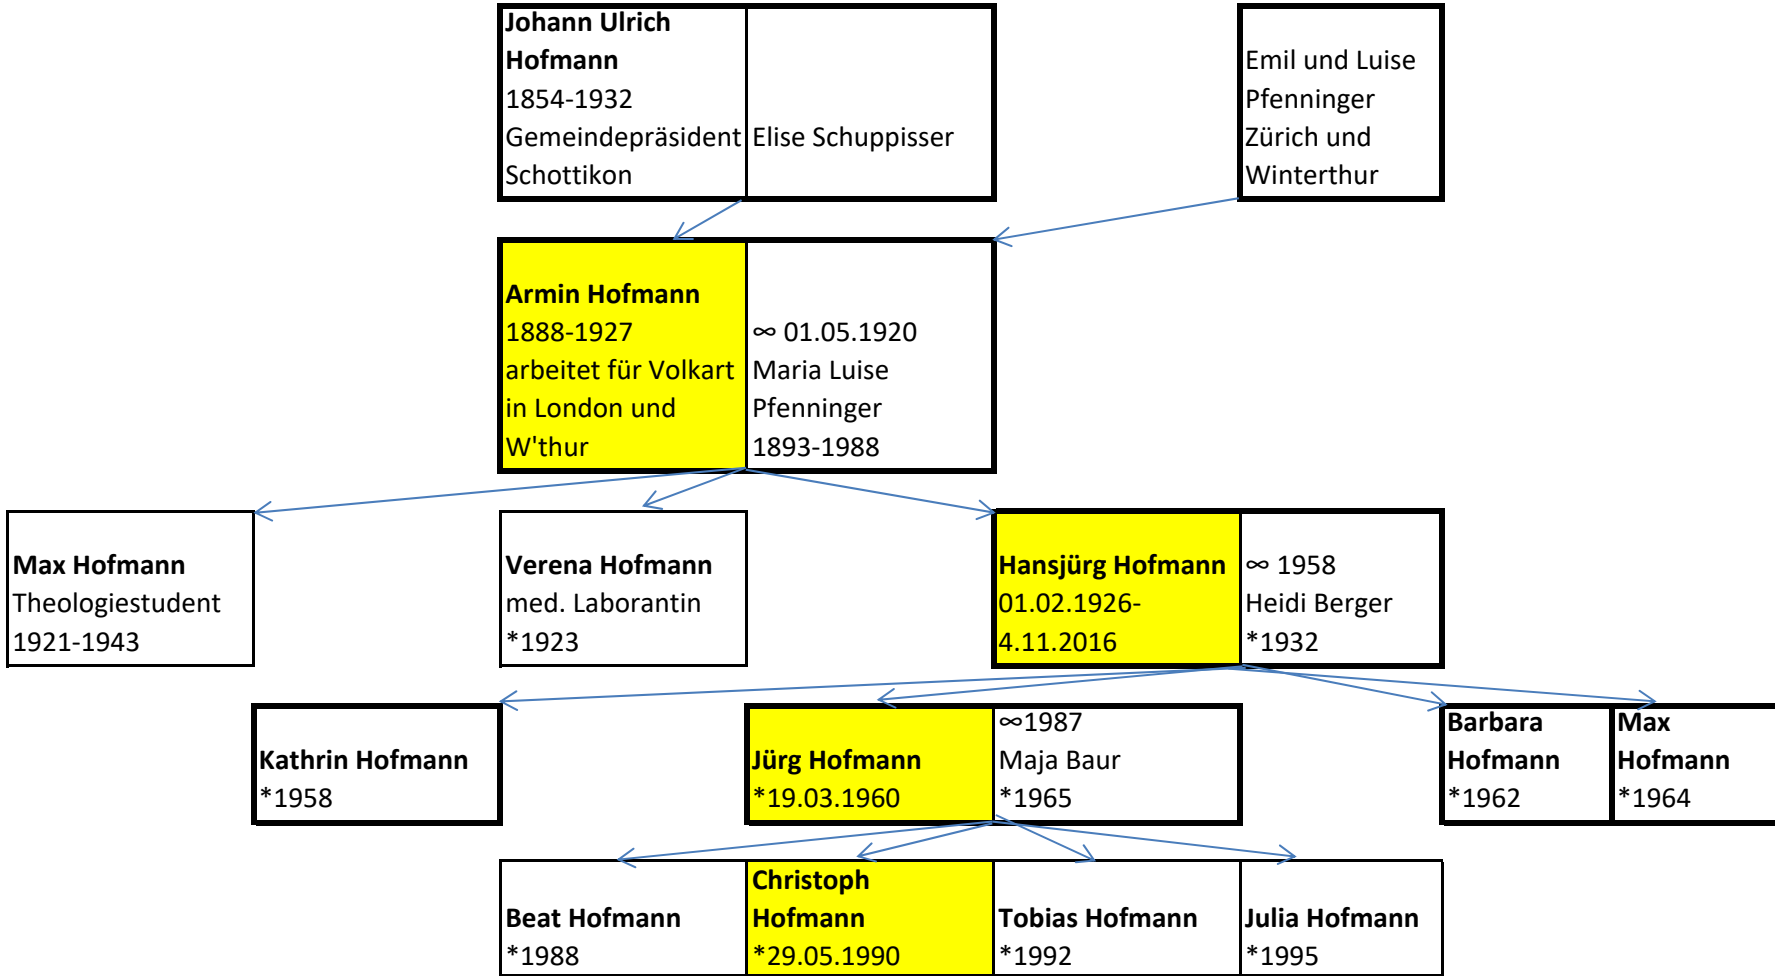 Johann Ulrich
Hofmann
1854-1932
Gemeindepräsident
Schottikon
Elise Schuppisser
Emil und Luise
Pfenninger
Zürich und
Winterthur
Armin Hofmann
1888-1927
arbeitet für Volkart
in London und
W'thur
∞ 01.05.1920
Maria Luise
Pfenninger
1893-1988
Max Hofmann
Theologiestudent
1921-1943
Verena Hofmann
med. Laborantin
*1923
Hansjürg Hofmann
01.02.1926-
4.11.2016
∞ 1958
Heidi Berger
*1932
Kathrin Hofmann
*1958
Jürg Hofmann
*19.03.1960
∞1987
Maja Baur
*1965
Barbara
Hofmann
*1962
Max
Hofmann
*1964
Beat Hofmann
*1988
Christoph
Hofmann
*29.05.1990
Tobias Hofmann
*1992
Julia Hofmann
*1995